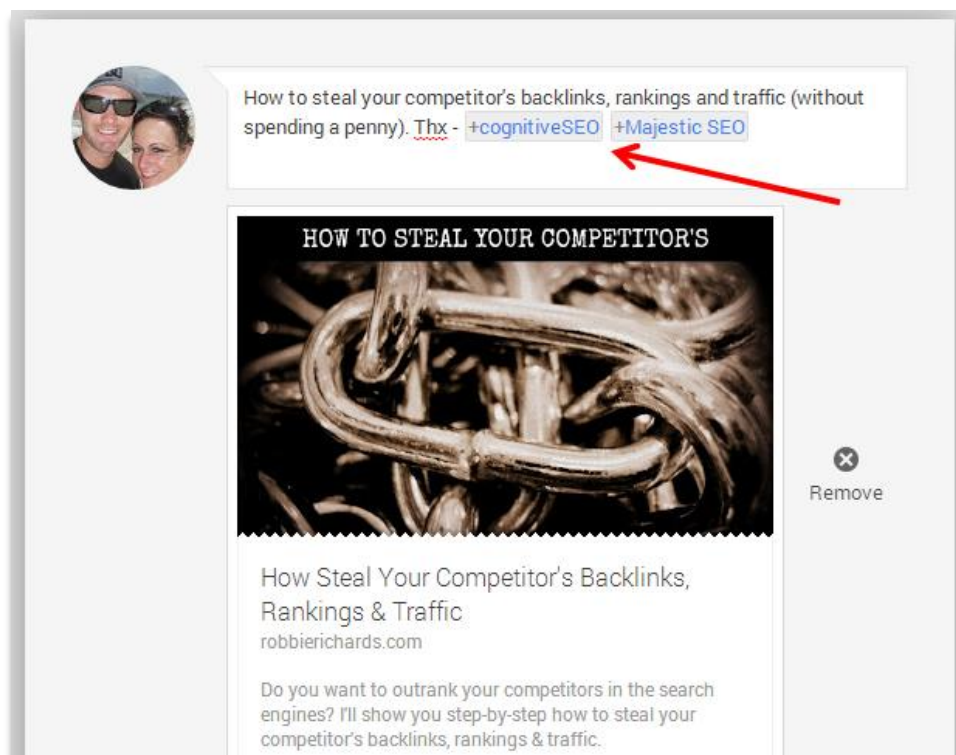 How to steal your competitor's backlinks, rankings and traffic (without
spending a penny). Thx - +cognitiveSEO +Majestic SEO
HOW TO STEAL YOUR COMPETITOR'S
Remove
How Steal Your Competitor's Backlinks,
Rankings & Traffic
robbierichards.com
Do you want to outrank your competitors in the search
engines? I'll show you step-by-step how to steal your
competitor's backlinks, rankings & traffic.